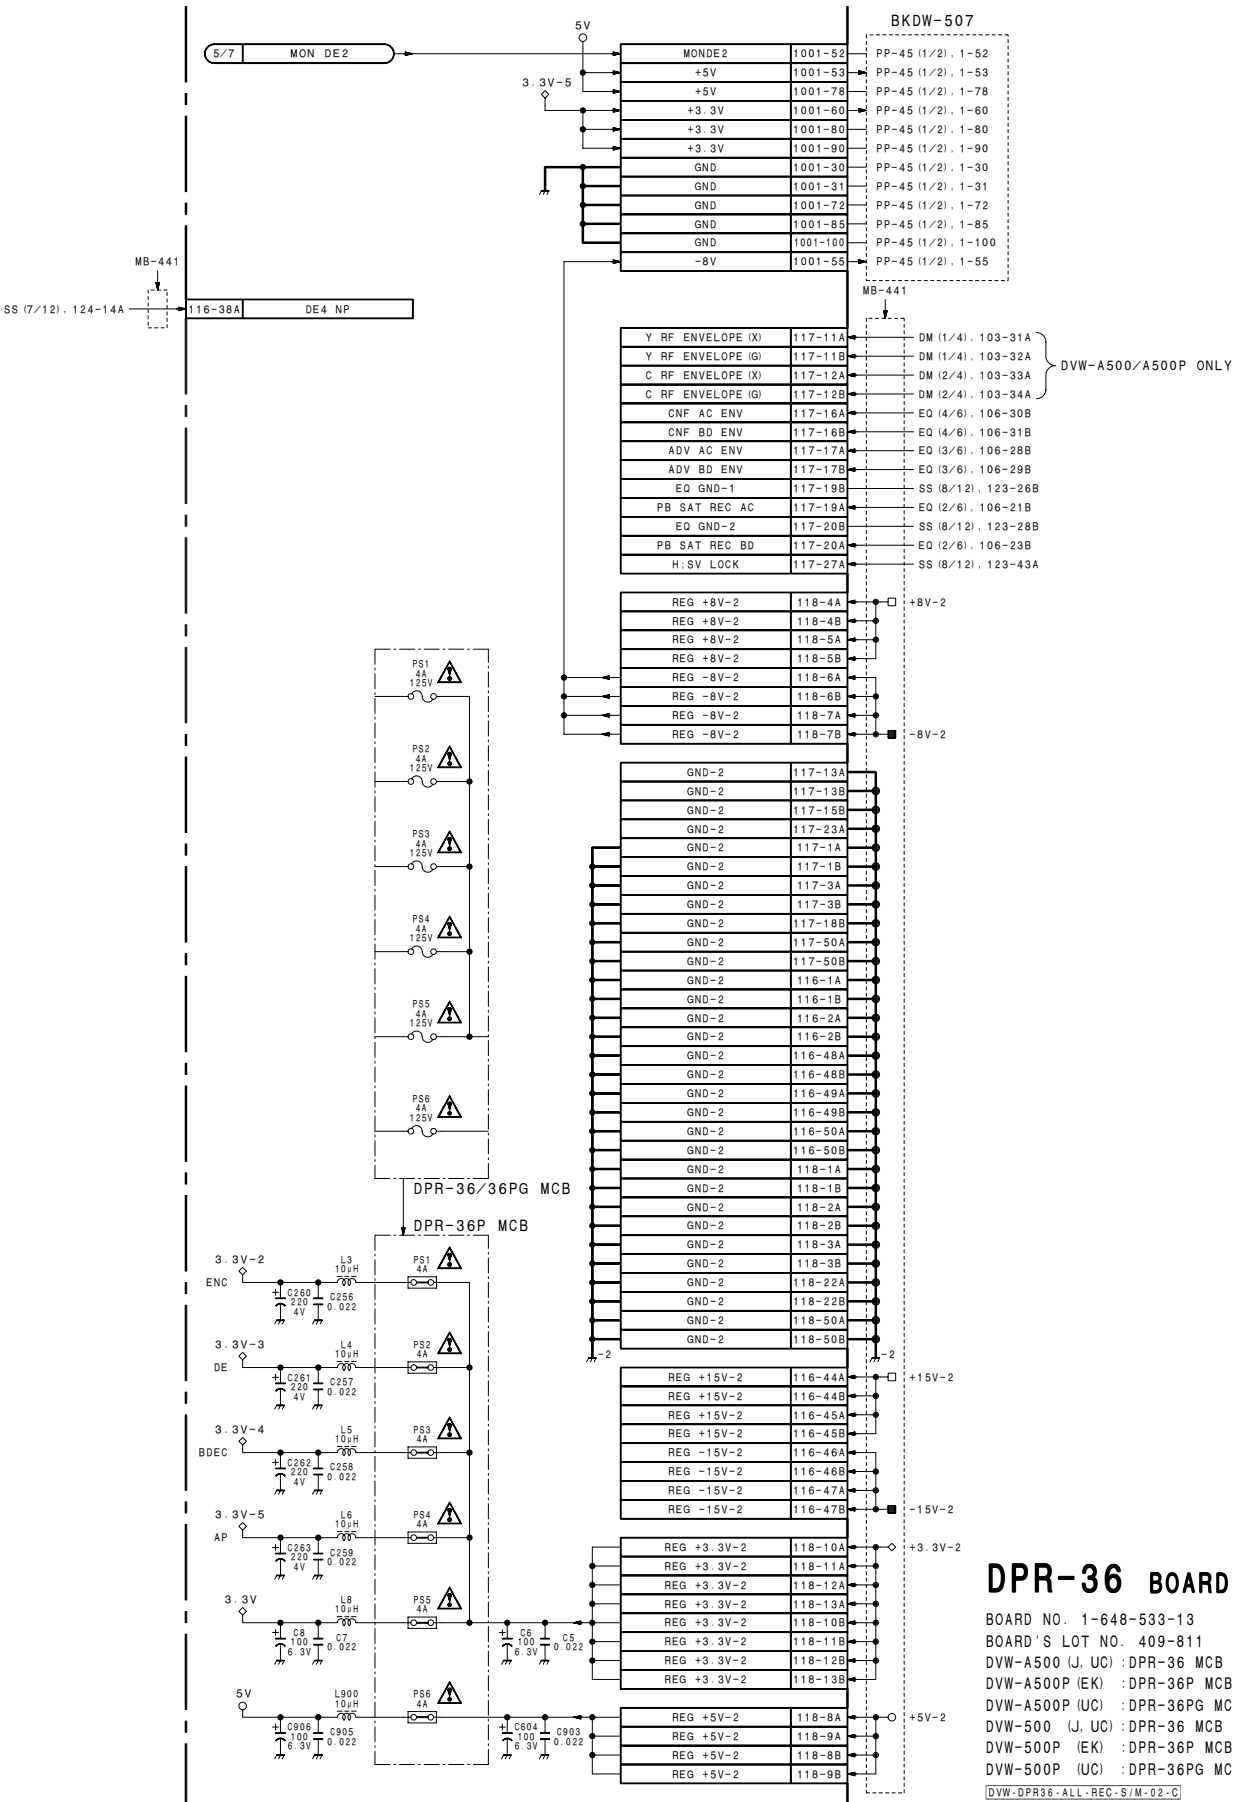 BKDW-507
5V
5/7 MON DE2
MONDE2 1001-52 PP-45 (1/2), 1-52
+5V 1001-53 PP-45 (1/2), 1-53
3.3V-5
+5V 1001-78 PP-45 (1/2), 1-78
+3.3V 1001-60 PP-45 (1/2), 1-60
+3.3V 1001-80 PP-45 (1/2), 1-80
+3.3V 1001-90 PP-45 (1/2), 1-90
GND 1001-30 PP-45 (1/2), 1-30
GND 1001-31 PP-45 (1/2), 1-31
GND 1001-72 PP-45 (1/2), 1-72
GND 1001-85 PP-45 (1/2), 1-85
GND 1001-100 PP-45 (1/2), 1-100
-8V 1001-55 PP-45 (1/2), 1-55
MB-441
SS (7/12), 124-14A 116-38A DE4 NP
MB-441
Y RF ENVELOPE (X) 117-11A DM (1/4), 103-31A
Y RF ENVELOPE (G) 117-11B DM (1/4), 103-32A
C RF ENVELOPE (X) 117-12A DM (2/4), 103-33A
C RF ENVELOPE (G) 117-12B DM (2/4), 103-34A
DVW-A500/A500P ONLY
CNF AC ENV 117-16A EQ (4/6), 106-30B
CNF BD ENV 117-16B EQ (4/6), 106-31B
ADV AC ENV 117-17A EQ (3/6), 106-28B
ADV BD ENV 117-17B EQ (3/6), 106-29B
EQ GND-1 117-19B SS (8/12), 123-26B
PB SAT REC AC 117-19A EQ (2/6), 106-21B
EQ GND-2 117-20B SS (8/12), 123-28B
PB SAT REC BD 117-20A EQ (2/6), 106-23B
H:SV LOCK 117-27A SS (8/12), 123-43A
REG +8V-2 118-4A +8V-2
REG +8V-2 118-4B
REG +8V-2 118-5A
REG +8V-2 118-5B
REG -8V-2 118-6A
REG -8V-2 118-6B
REG -8V-2 118-7A
REG -8V-2 118-7B -8V-2
PS1
4A
125V
PS2
4A
125V
PS3
4A
125V
PS4
4A
125V
PS5
4A
125V
PS6
4A
125V
DPR-36/36PG MCB
GND-2 117-13A
GND-2 117-13B
GND-2 117-15B
GND-2 117-23A
GND-2 117-1A
GND-2 117-1B
GND-2 117-3A
GND-2 117-3B
GND-2 117-18B
GND-2 117-50A
GND-2 117-50B
GND-2 116-1A
GND-2 116-1B
GND-2 116-2A
GND-2 116-2B
GND-2 116-48A
GND-2 116-48B
GND-2 116-49A
GND-2 116-49B
GND-2 116-50A
GND-2 116-50B
GND-2 118-1A
GND-2 118-1B
GND-2 118-2A
GND-2 118-2B
GND-2 118-3A
GND-2 118-3B
GND-2 118-22A
GND-2 118-22B
GND-2 118-50A
GND-2 118-50B
-2 -2
DPR-36P MCB
3.3V-2
ENC
C260
220
4V
C256
0.022
L3
10μH
PS1
4A
3.3V-3
DE
C261
220
4V
C257
0.022
L4
10μH
PS2
4A
3.3V-4
BDEC
C262
220
4V
C258
0.022
L5
10μH
PS3
4A
3.3V-5
AP
C263
220
4V
C259
0.022
L6
10μH
PS4
4A
3.3V
C8
100
6.3V
C7
0.022
L8
10μH
PS5
4A
C6
100
6.3V
C5
0.022
5V
C906
100
6.3V
C905
0.022
L900
10μH
PS6
4A
C604
100
6.3V
C903
0.022
REG +15V-2 116-44A +15V-2
REG +15V-2 116-44B
REG +15V-2 116-45A
REG +15V-2 116-45B
REG -15V-2 116-46A
REG -15V-2 116-46B
REG -15V-2 116-47A
REG -15V-2 116-47B -15V-2
REG +3.3V-2 118-10A +3.3V-2
REG +3.3V-2 118-11A
REG +3.3V-2 118-12A
REG +3.3V-2 118-13A
REG +3.3V-2 118-10B
REG +3.3V-2 118-11B
REG +3.3V-2 118-12B
REG +3.3V-2 118-13B
REG +5V-2 118-8A +5V-2
REG +5V-2 118-9A
REG +5V-2 118-8B
REG +5V-2 118-9B
DPR-36 BOARD
BOARD NO. 1-648-533-13
BOARD'S LOT NO. 409-811
DVW-A500 (J, UC) :DPR-36 MCB
DVW-A500P (EK) :DPR-36P MCB
DVW-A500P (UC) :DPR-36PG MC
DVW-500 (J, UC) :DPR-36 MCB
DVW-500P (EK) :DPR-36P MCB
DVW-500P (UC) :DPR-36PG MC
DVW-DPR36-ALL-REC-S/M-02-C